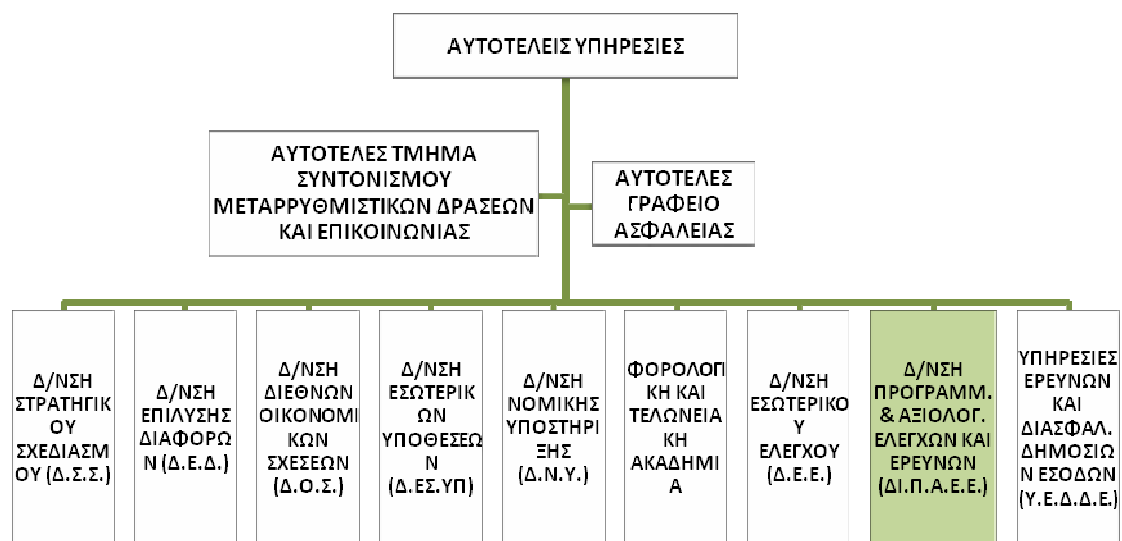 ΑΥΤΟΤΕΛΕΙΣ ΥΠΗΡΕΣΙΕΣ
ΑΥΤΟΤΕΛΕΣ ΤΜΗΜΑ
ΣΥΝΤΟΝΙΣΜΟΥ
ΜΕΤΑΡΡΥΘΜΙΣΤΙΚΩΝ ΔΡΑΣΕΩΝ
ΚΑΙ ΕΠΙΚΟΙΝΩΝΙΑΣ
ΑΥΤΟΤΕΛΕΣ
ΓΡΑΦΕΙΟ
ΑΣΦΑΛΕΙΑΣ
Δ/ΝΣΗ
ΣΤΡΑΤΗΓΙΚ
ΟΥ
ΣΧΕΔΙΑΣΜ
ΟΥ (Δ.Σ.Σ.)
Δ/ΝΣΗ
ΕΠΙΛΥΣΗΣ
ΔΙΑΦΟΡΩ
Ν (Δ.Ε.Δ.)
Δ/ΝΣΗ
ΔΙΕΘΝΩΝ
ΟΙΚΟΝΟΜΙ
ΚΩΝ
ΣΧΕΣΕΩΝ
(Δ.Ο.Σ.)
Δ/ΝΣΗ
ΕΣΩΤΕΡΙΚ
ΩΝ
ΥΠΟΘΕΣΕΩ
Ν
(Δ.ΕΣ.ΥΠ)
Δ/ΝΣΗ
ΝΟΜΙΚΗΣ
ΥΠΟΣΤΗΡΙ
ΞΗΣ
(Δ.Ν.Υ.)
ΦΟΡΟΛΟΓΙ
ΚΗ ΚΑΙ
ΤΕΛΩΝΕΙΑ
ΚΗ
ΑΚΑΔΗΜΙ
Α
Δ/ΝΣΗ
ΕΣΩΤΕΡΙΚΟ
Υ
ΕΛΕΓΧΟΥ
(Δ.Ε.Ε.)
Δ/ΝΣΗ
ΠΡΟΓΡΑΜΜ.
& ΑΞΙΟΛΟΓ.
ΕΛΕΓΧΩΝ ΚΑΙ
ΕΡΕΥΝΩΝ
(ΔΙ.Π.Α.Ε.Ε.)
ΥΠΗΡΕΣΙΕΣ
ΕΡΕΥΝΩΝ
ΚΑΙ
ΔΙΑΣΦΑΛ.
ΔΗΜΟΣΙΩ
Ν ΕΣΟΔΩΝ
(Υ.Ε.Δ.Δ.Ε.)